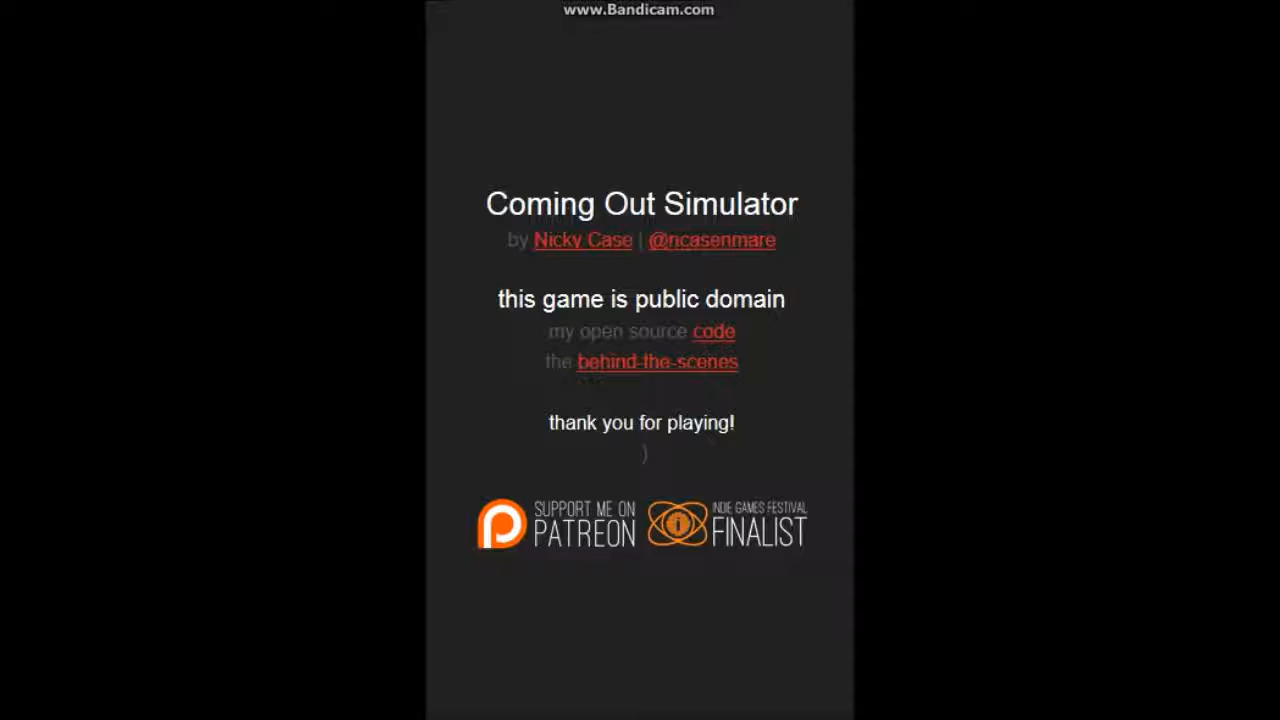 www.Bandicam.com
Coming Out Simulator
by Nicky Case | @ncasenmare
this game is public domain
my open source code
the behind-the-scenes
thank you for playing!
)
SUPPORT ME ON
PATREON
INDIE GAMES FESTIVAL
FINALIST